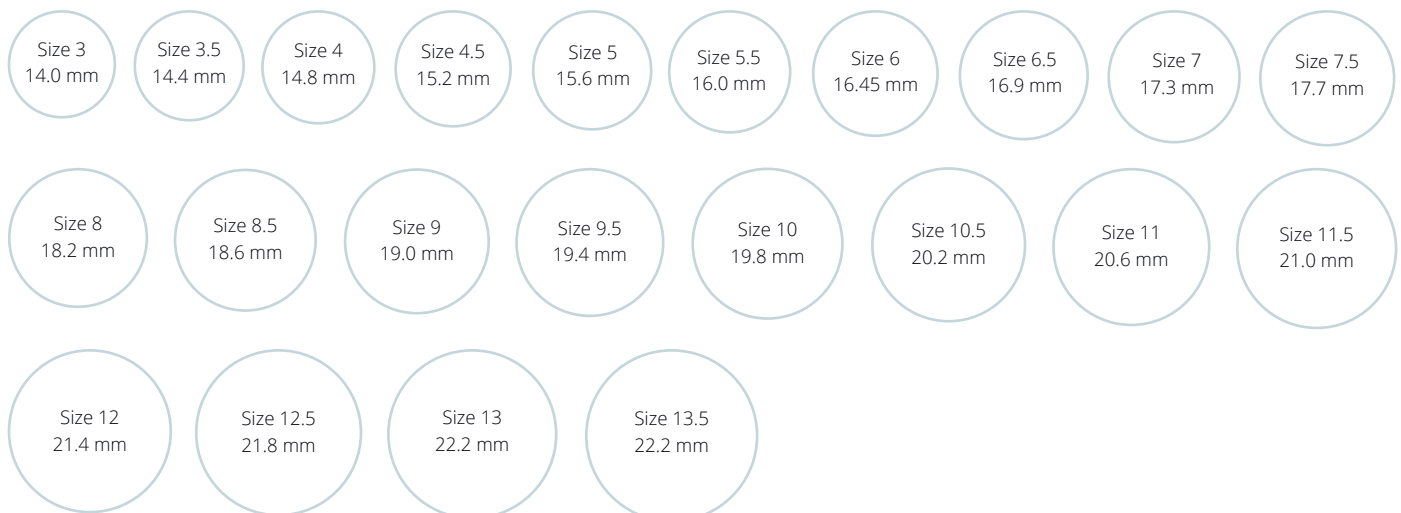 Size 3
14.0 mm
Size 3.5
14.4 mm
Size 4
14.8 mm
Size 4.5
15.2 mm
Size 5
15.6 mm
Size 5.5
16.0 mm
Size 6
16.45 mm
Size 6.5
16.9 mm
Size 7
17.3 mm
Size 7.5
17.7 mm
Size 8
18.2 mm
Size 8.5
18.6 mm
Size 9
19.0 mm
Size 9.5
19.4 mm
Size 10
19.8 mm
Size 10.5
20.2 mm
Size 11
20.6 mm
Size 11.5
21.0 mm
Size 12
21.4 mm
Size 12.5
21.8 mm
Size 13
22.2 mm
Size 13.5
22.2 mm